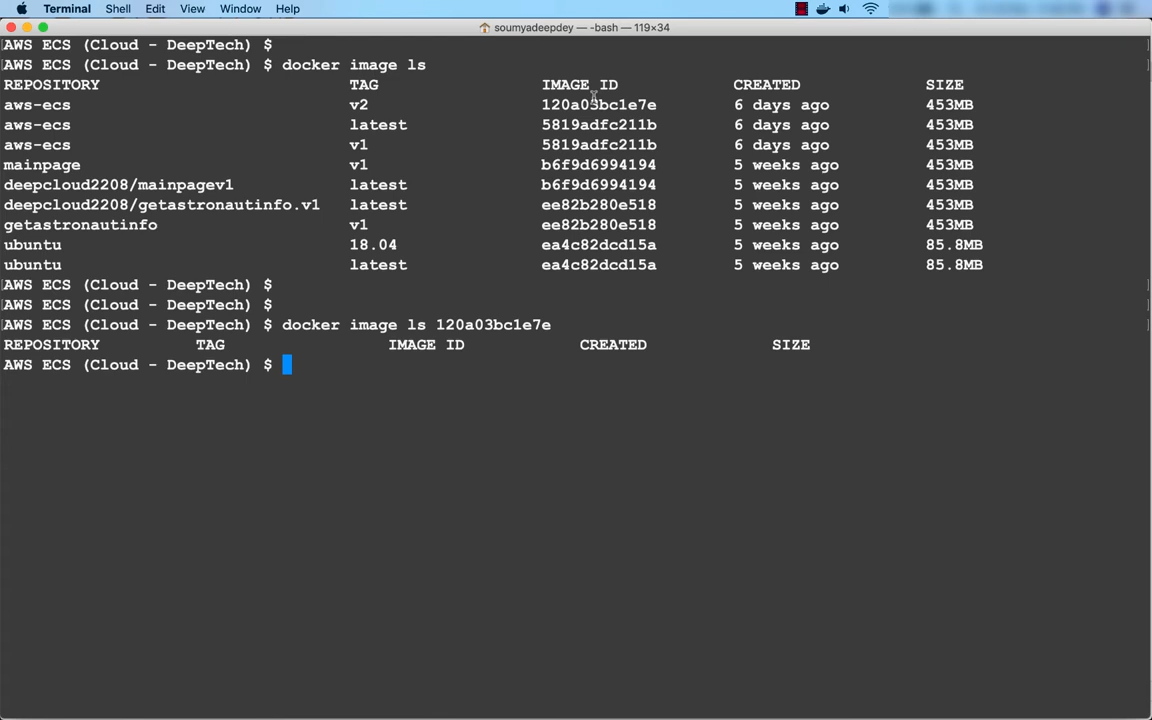 Terminal Shell Edit View Window Help
soumyadeepdey — -bash — 119×34
AWS ECS (Cloud - DeepTech) $
AWS ECS (Cloud - DeepTech) $ docker image ls
REPOSITORY TAG IMAGE ID CREATED SIZE
aws-ecs v2 120a03bc1e7e 6 days ago 453MB
aws-ecs latest 5819adfc211b 6 days ago 453MB
aws-ecs v1 5819adfc211b 6 days ago 453MB
mainpage v1 b6f9d6994194 5 weeks ago 453MB
deepcloud2208/mainpagev1 latest b6f9d6994194 5 weeks ago 453MB
deepcloud2208/getastronautinfo.v1 latest ee82b280e518 5 weeks ago 453MB
getastronautinfo v1 ee82b280e518 5 weeks ago 453MB
ubuntu 18.04 ea4c82dcd15a 5 weeks ago 85.8MB
ubuntu latest ea4c82dcd15a 5 weeks ago 85.8MB
AWS ECS (Cloud - DeepTech) $
AWS ECS (Cloud - DeepTech) $
AWS ECS (Cloud - DeepTech) $ docker image ls 120a03bc1e7e
REPOSITORY TAG IMAGE ID CREATED SIZE
AWS ECS (Cloud - DeepTech) $